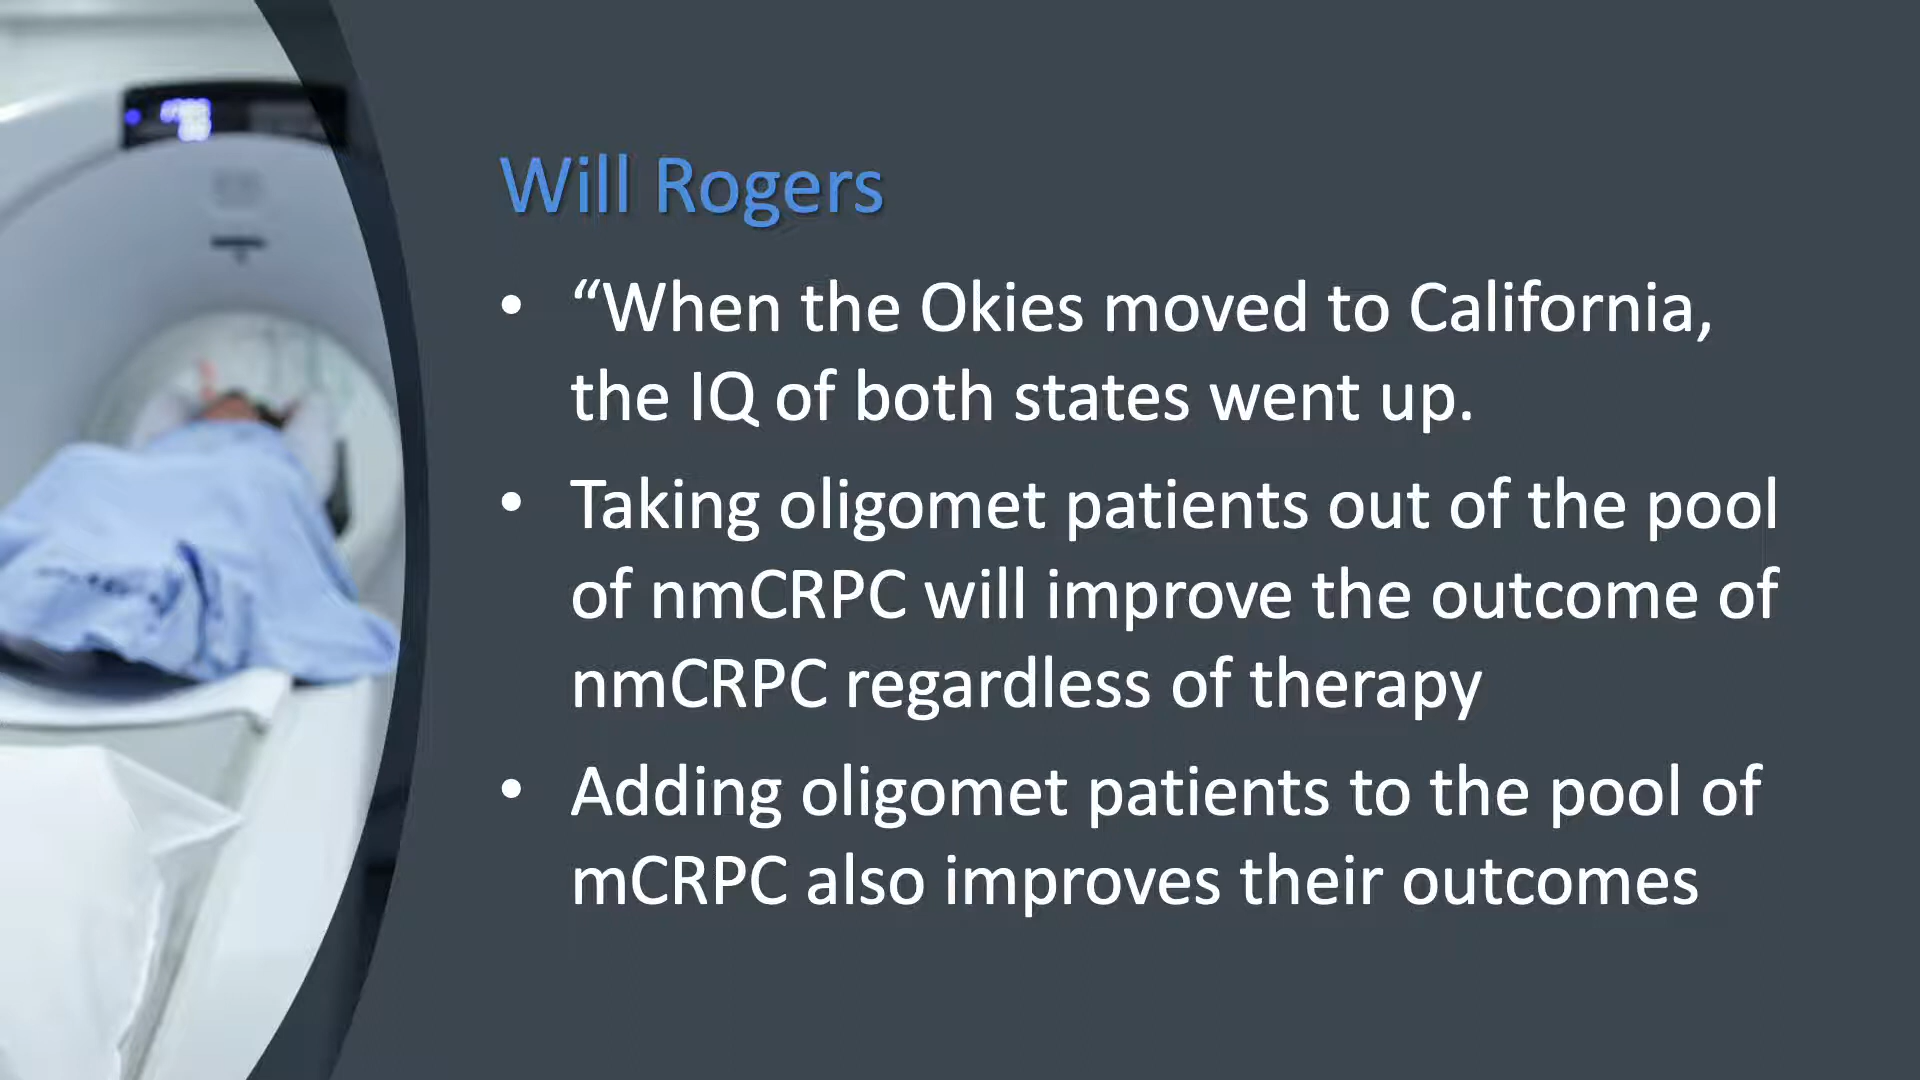 Will Rogers
• “When the Okies moved to California,
the IQ of both states went up.
• Taking oligomet patients out of the pool
of nmCRPC will improve the outcome of
nmCRPC regardless of therapy
• Adding oligomet patients to the pool of
mCRPC also improves their outcomes